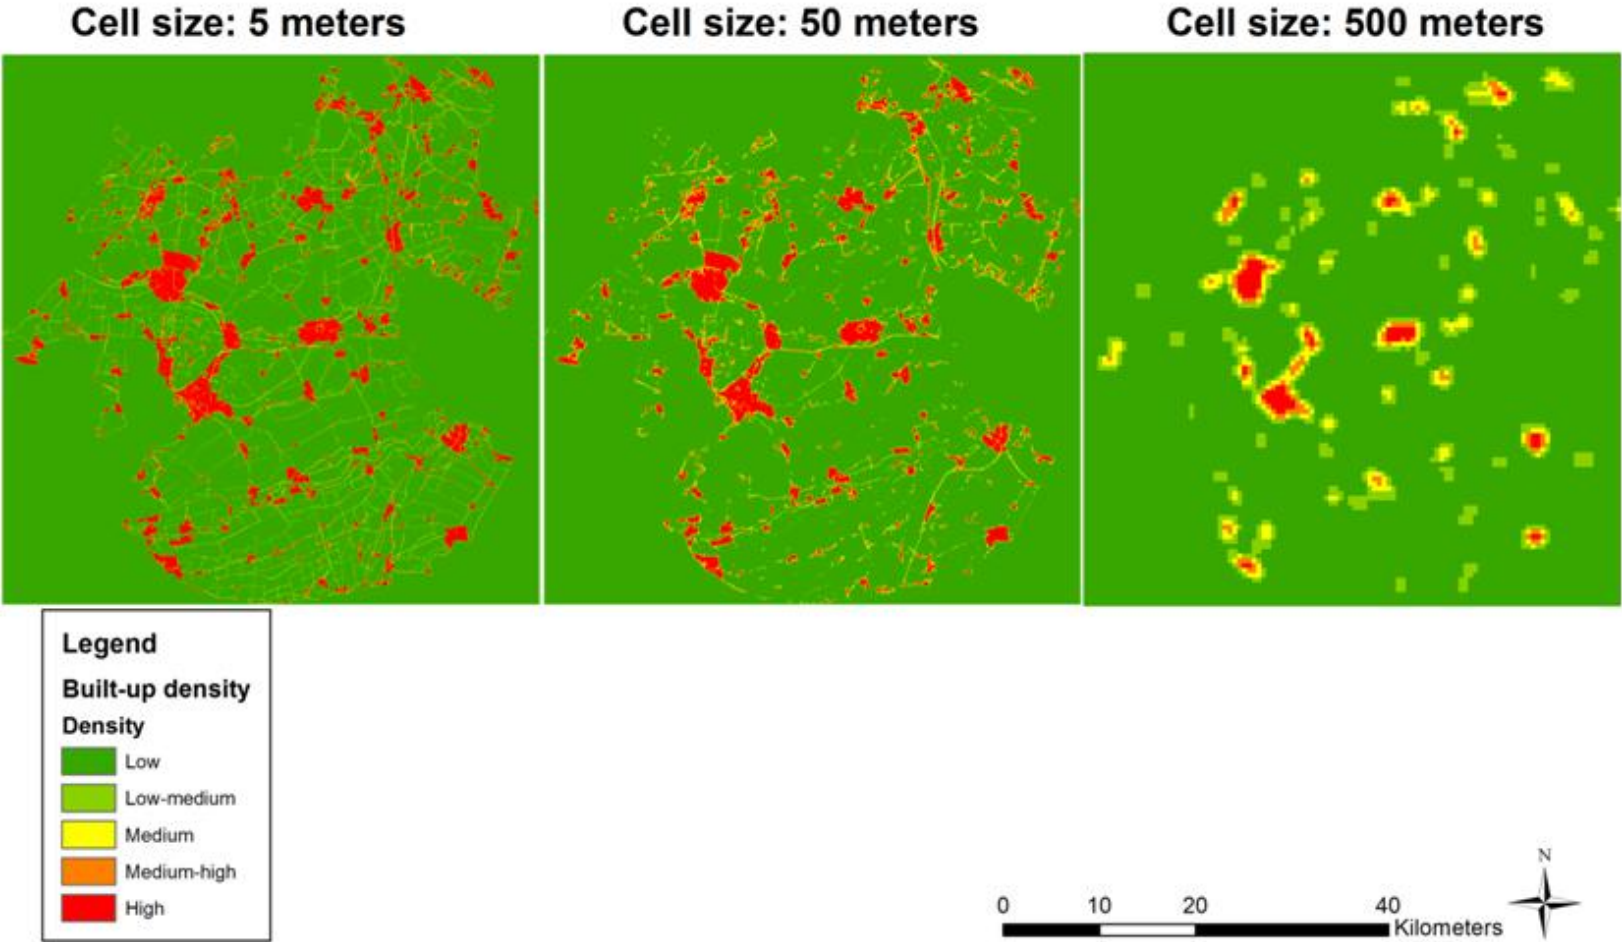 Cell size: 5 meters
Cell size: 50 meters
Cell size: 500 meters
Legend
Built-up density
Density
Low
Low-medium
Medium
Medium-high
High
N
0 10 20 40
Kilometers